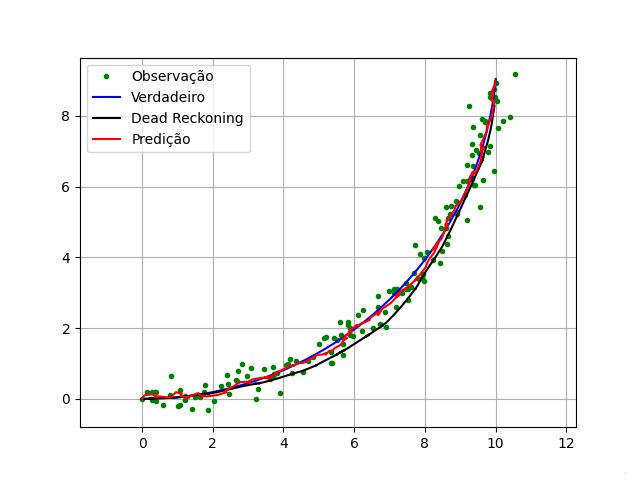 Observação
Verdadeiro
Dead Reckoning
Predição
8
6
4
2
0
0 2 4 6 8 10 12